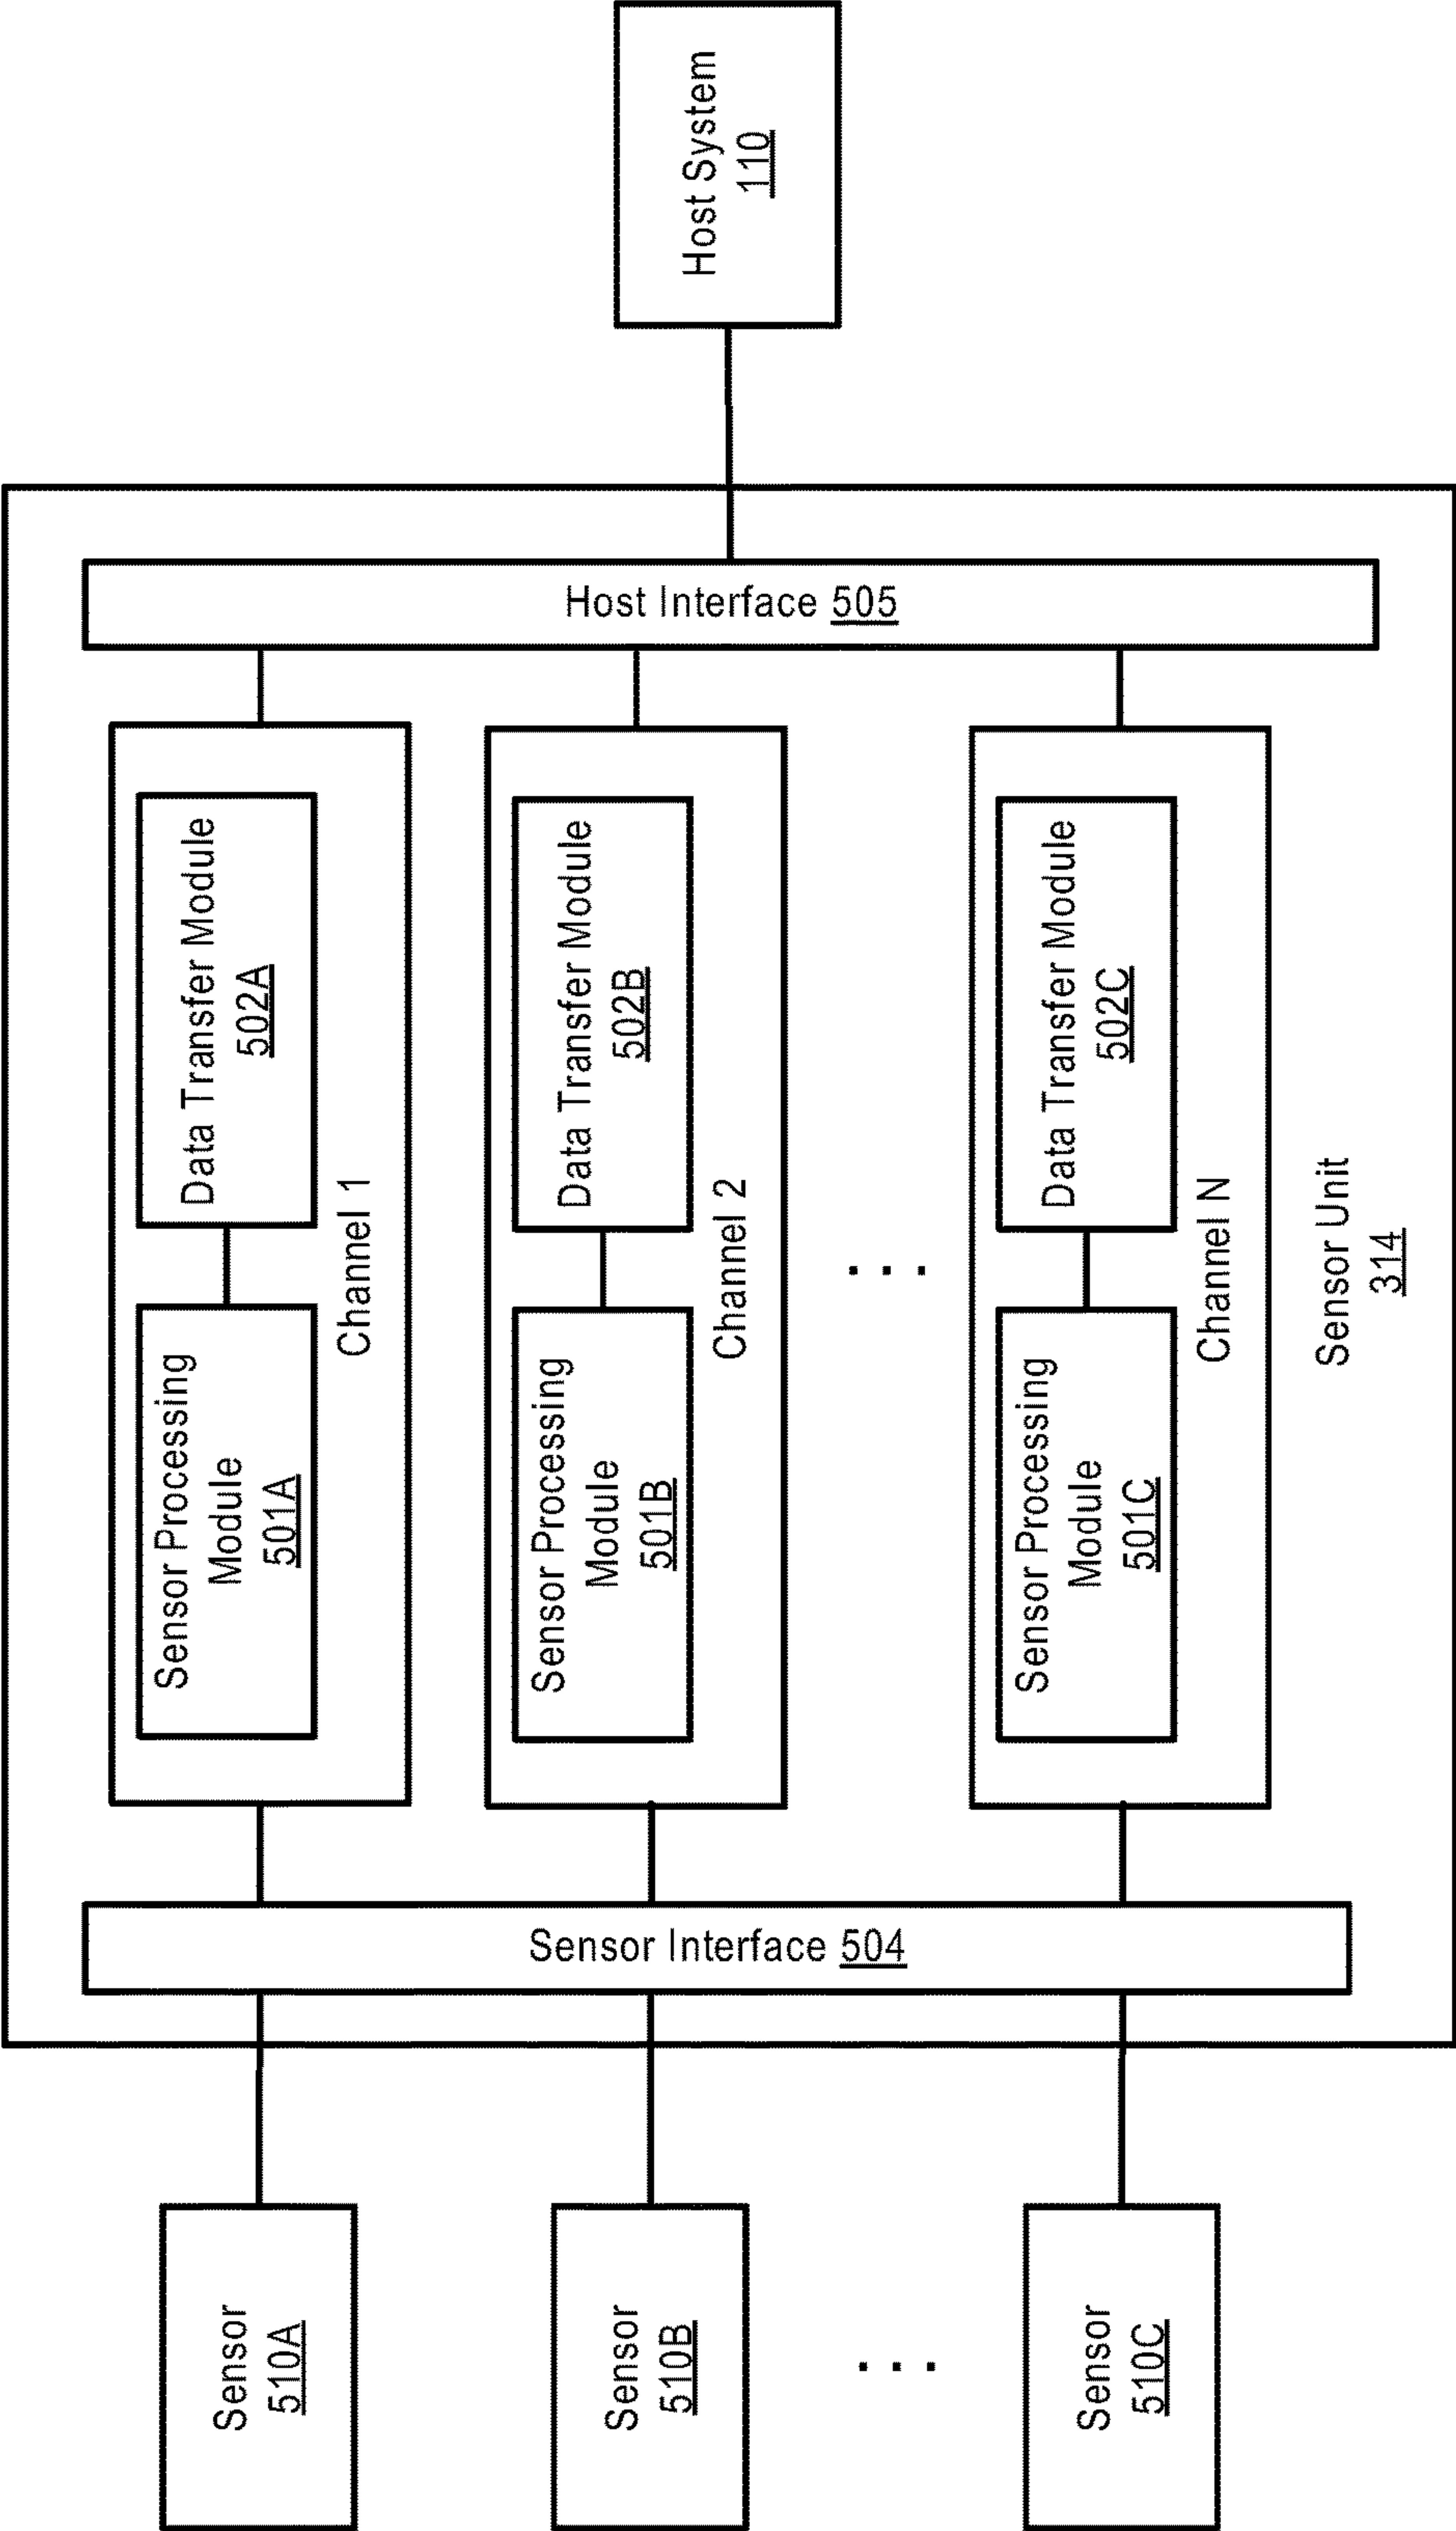 Sensor
510A
Sensor
510B
. . .
Sensor
510C
Sensor Interface 504
Sensor Processing
Module
501A
Data Transfer Module
502A
Channel 1
Sensor Processing
Module
501B
Data Transfer Module
502B
Channel 2
. . .
Sensor Processing
Module
501C
Data Transfer Module
502C
Channel N
Sensor Unit
314
Host Interface 505
Host System
110